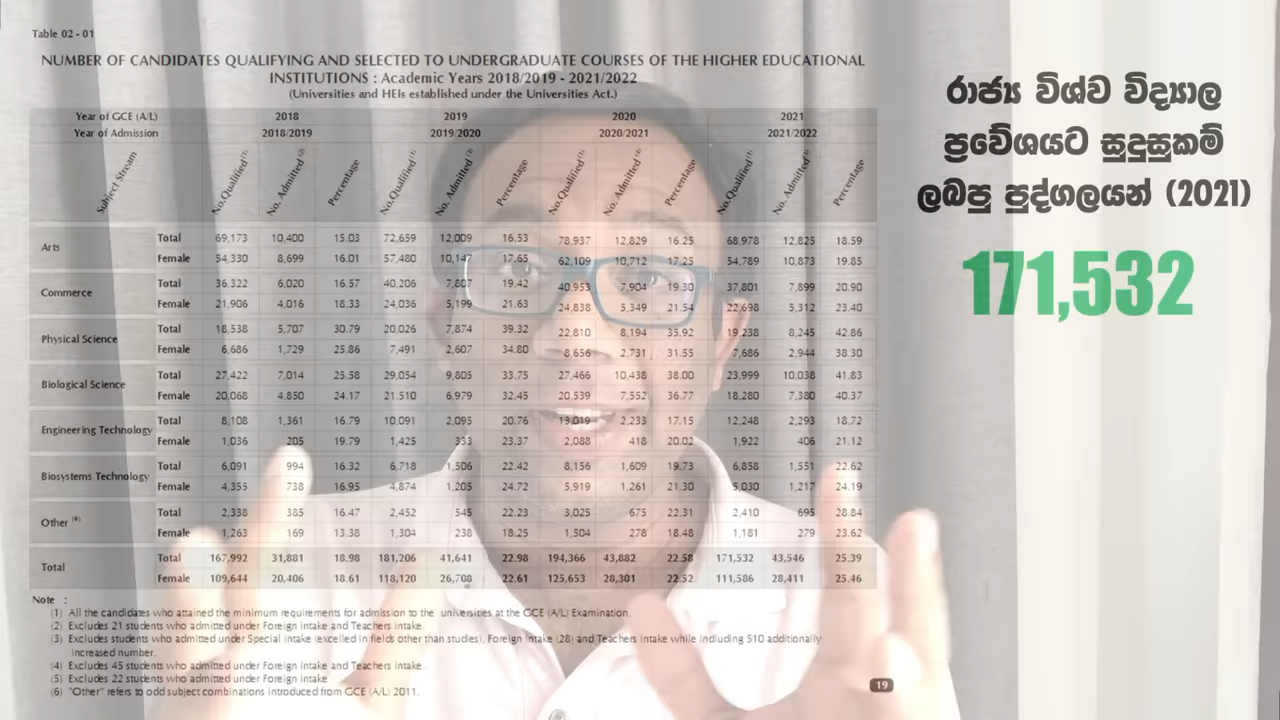 Table 02 - 01
NUMBER OF CANDIDATES QUALIFYING AND SELECTED TO UNDERGRADUATE COURSES OF THE HIGHER EDUCATIONAL
INSTITUTIONS : Academic Years 2018/2019 - 2021/2022
(Universities and HEIs established under the Universities Act.)
Year of GCE (A/L) 2018 2019 2020 2021
Year of Admission 2018/2019 2019/2020 2020/2021 2021/2022
Subject Stream No.Qualified(1) No. Admitted (2) Percentage No.Qualified(1) No. Admitted (3) Percentage No.Qualified(1) No. Admitted (4) Percentage No.Qualified(1) No. Admitted Percentage
Arts Total 69,173 10,400 15.03 72,659 12,009 16.53 78,937 12,829 16.25 68,978 12,825 18.59
Female 54,330 8,699 16.01 57,480 10,147 17.65 62,109 10,712 17.25 54,789 10,873 19.85
Commerce Total 36,322 6,020 16.57 40,206 7,807 19.42 40,953 7,904 19.30 37,801 7,899 20.90
Female 21,906 4,016 18.33 24,036 5,199 21.63 24,838 5,349 21.54 22,698 5,312 23.40
Physical Science Total 18,538 5,707 30.79 20,026 7,874 39.32 22,810 8,194 35.92 19,238 8,245 42.86
Female 6,686 1,729 25.86 7,491 2,607 34.80 8,656 2,731 31.55 7,686 2,944 38.30
Biological Science Total 27,422 7,014 25.58 29,054 9,805 33.75 27,466 10,438 38.00 23,999 10,038 41.83
Female 20,068 4,850 24.17 21,510 6,979 32.45 20,539 7,552 36.77 18,280 7,380 40.37
Engineering Technology Total 8,108 1,361 16.79 10,091 2,095 20.76 13,019 2,233 17.15 12,248 2,293 18.72
Female 1,036 205 19.79 1,425 333 23.37 2,088 418 20.02 1,922 406 21.12
Biosystems Technology Total 6,091 994 16.32 6,718 1,506 22.42 8,156 1,609 19.73 6,858 1,551 22.62
Female 4,355 738 16.95 4,874 1,205 24.72 5,919 1,261 21.30 5,030 1,217 24.19
Other (6) Total 2,338 385 16.47 2,452 545 22.23 3,025 675 22.31 2,410 695 28.84
Female 1,263 169 13.38 1,304 238 18.25 1,504 278 18.48 1,181 279 23.62
Total Total 167,992 31,881 18.98 181,206 41,641 22.98 194,366 43,882 22.58 171,532 43,546 25.39
Female 109,644 20,406 18.61 118,120 26,708 22.61 125,653 28,301 22.52 111,586 28,411 25.46
Note :
(1) All the candidates who attained the minimum requirements for admission to the universities at the GCE (A/L) Examination.
(2) Excludes 21 students who admitted under Foreign intake and Teachers intake.
(3) Excludes students who admitted under Special intake (excelled in fields other than studies), Foreign intake (28) and Teachers intake while including 510 additionally
increased number.
(4) Excludes 45 students who admitted under Foreign intake and Teachers intake.
(5) Excludes 22 students who admitted under Foreign intake
(6) "Other" refers to odd subject combinations introduced from GCE (A/L) 2011.
19
රාජ්‍ය විශ්ව විද්‍යාල
ප්‍රවේශයට සුදුසුකම්
ලබපු පුද්ගලයන් (2021)
171,532